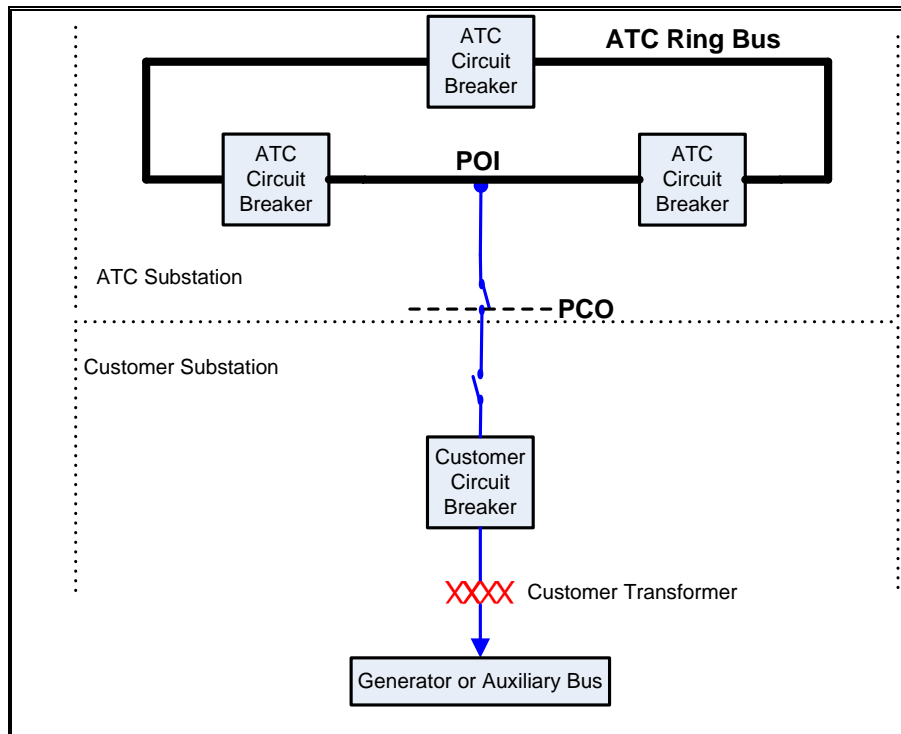 ATC
Circuit
Breaker
ATC Ring Bus
ATC
Circuit
Breaker
POI
ATC
Circuit
Breaker
ATC Substation
PCO
Customer Substation
Customer
Circuit
Breaker
Customer Transformer
Generator or Auxiliary Bus